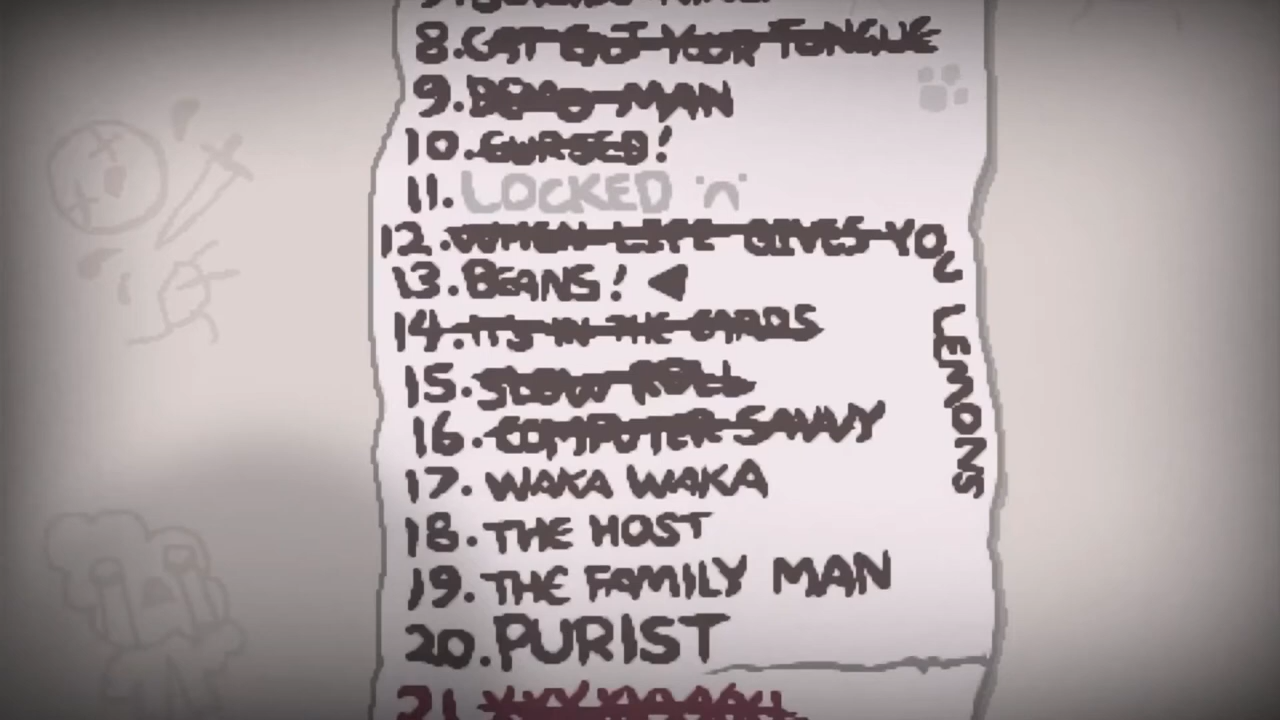 8. CAT GOT YOUR TONGUE
9. DEMO MAN
10. CURSED!
11. LOCKED
12. WHEN LIFE GIVES YOU LEMONS
13. BEANS!
14. IT'S IN THE CARDS
15. SLOW ROLL
16. COMPUTER SAVVY
17. WAKA WAKA
18. THE HOST
19. THE FAMILY MAN
20. PURIST
21.